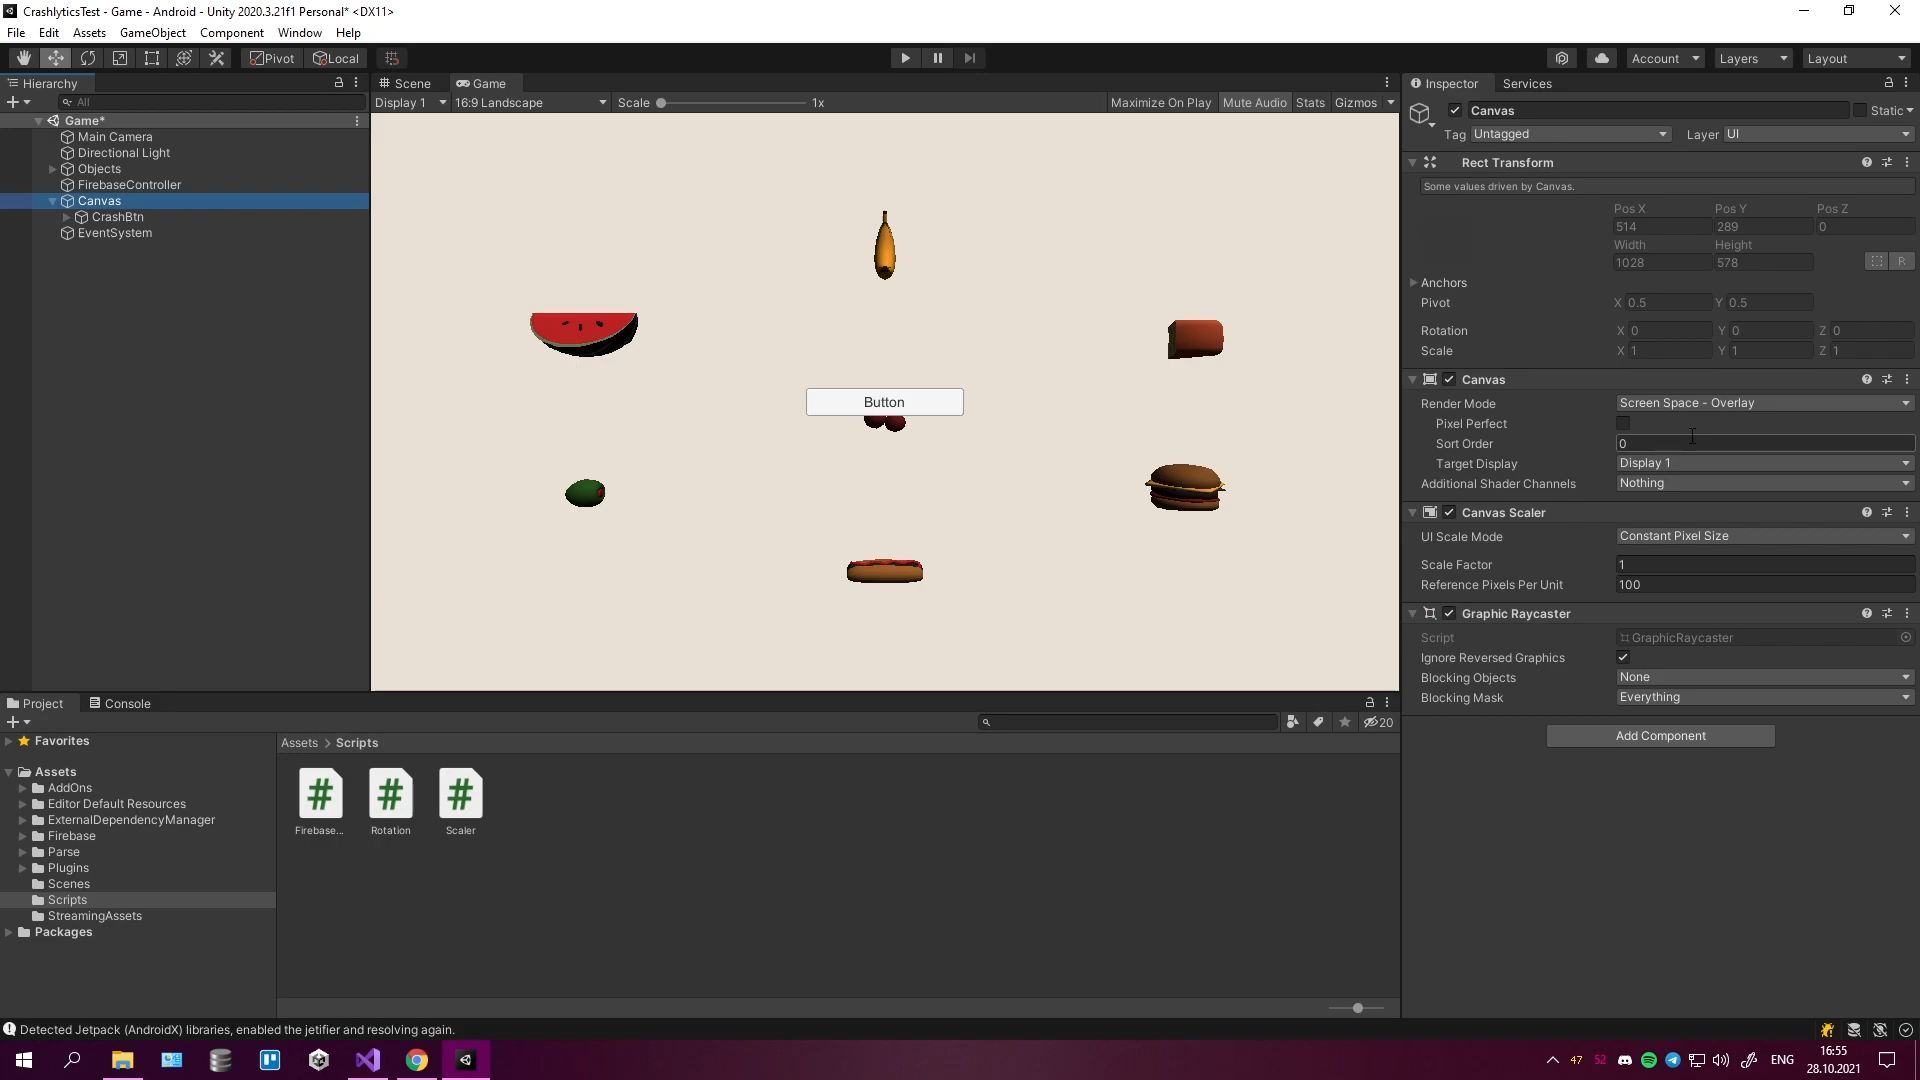 CrashlyticsTest - Game - Android - Unity 2020.3.21f1 Personal* <DX11>
File Edit Assets GameObject Component Window Help
Pivot Local Account Layers Layout
Hierarchy
All
Game*
Main Camera
Directional Light
Objects
FirebaseController
Canvas
CrashBtn
EventSystem
Scene Game
Display 1 16:9 Landscape Scale 1x Maximize On Play Mute Audio Stats Gizmos
Button
Inspector Services
Canvas Static
Tag Untagged Layer UI
Rect Transform
Some values driven by Canvas.
Pos X Pos Y Pos Z
514 289 0
Width Height
1028 578 R
Anchors
Pivot X 0.5 Y 0.5
Rotation X 0 Y 0 Z 0
Scale X 1 Y 1 Z 1
Canvas
Render Mode Screen Space - Overlay
Pixel Perfect
Sort Order 0
Target Display Display 1
Additional Shader Channels Nothing
Canvas Scaler
UI Scale Mode Constant Pixel Size
Scale Factor 1
Reference Pixels Per Unit 100
Graphic Raycaster
Script GraphicRaycaster
Ignore Reversed Graphics
Blocking Objects None
Blocking Mask Everything
Add Component
Project Console
20
Favorites
Assets
AddOns
Editor Default Resources
ExternalDependencyManager
Firebase
Parse
Plugins
Scenes
Scripts
StreamingAssets
Packages
Assets > Scripts
# # #
Firebase... Rotation Scaler
Detected Jetpack (AndroidX) libraries, enabled the jetifier and resolving again.
47 52 ENG
16:55
28.10.2021